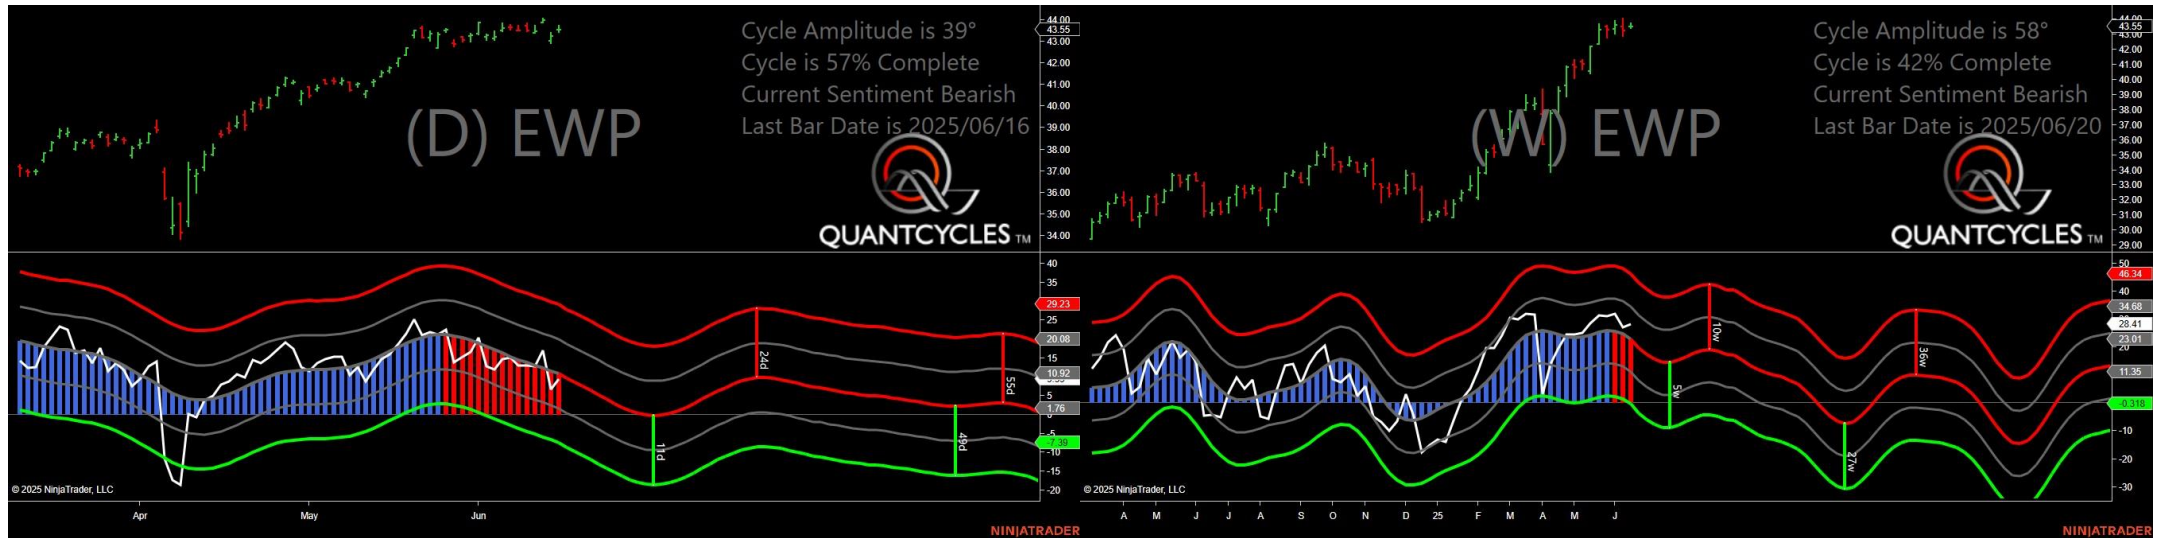 44.00
43.55
43.00
42.00
41.00
40.00
39.00
38.00
37.00
36.00
35.00
34.00
Cycle Amplitude is 39°
Cycle is 57% Complete
Current Sentiment Bearish
Last Bar Date is 2025/06/16
(D) EWP
QUANTCYCLES TM
40
35
29.23
25
20.08
15
10.92
5
1.76
-5
-7.39
-10
-15
-20
24d
55d
11d
49d
© 2025 NinjaTrader, LLC
Apr May Jun
NINJATRADER
44.00
43.55
43.00
42.00
41.00
40.00
39.00
38.00
37.00
36.00
35.00
34.00
33.00
32.00
31.00
30.00
29.00
Cycle Amplitude is 58°
Cycle is 42% Complete
Current Sentiment Bearish
Last Bar Date is 2025/06/20
(W) EWP
QUANTCYCLES TM
50
46.34
40
34.68
28.41
23.01
20
11.35
-0.318
-10
-20
-30
10w
36w
5w
27w
© 2025 NinjaTrader, LLC
A M J J A S O N D 25 F M A M J
NINJATRADER